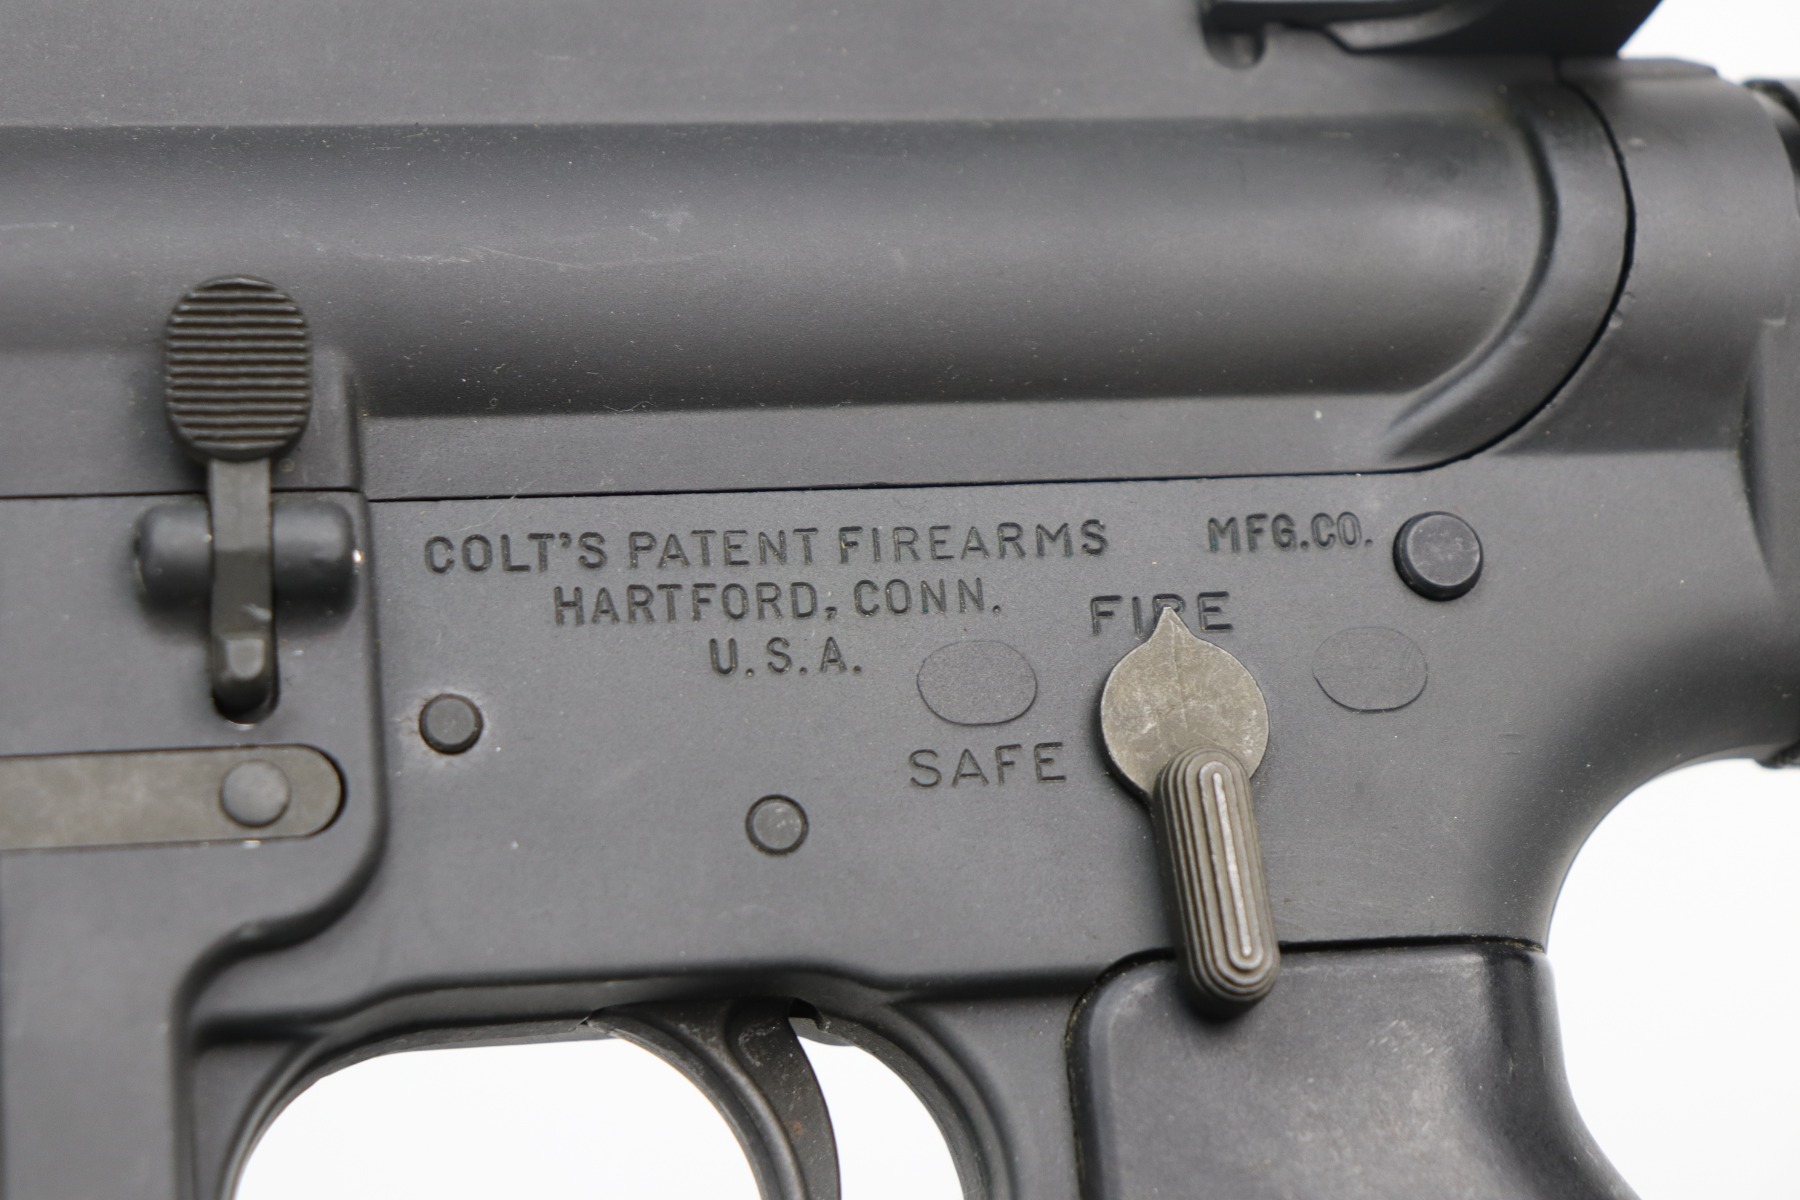 COLT'S PATENT FIREARMS MFG.CO.
HARTFORD, CONN.
U.S.A.
FIRE
SAFE